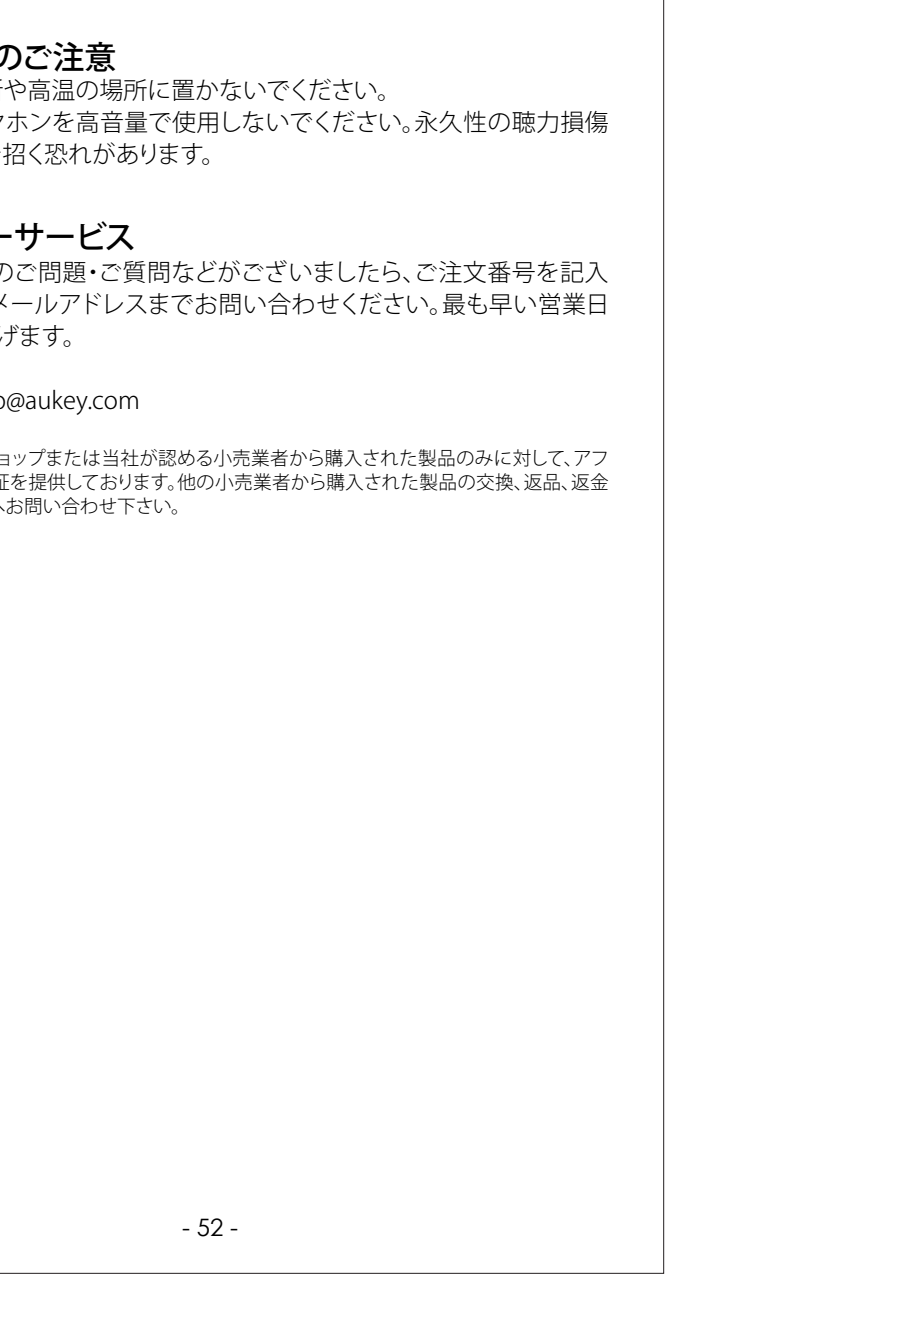 のご注意
や高温の場所に置かないでください。
ホンを高音量で使用しないでください。永久性の聴力損傷
招く恐れがあります。
ーサービス
のご問題・ご質問などがございましたら、ご注文番号を記入
メールアドレスまでお問い合わせください。最も早い営業日
げます。
@aukey.com
ョップまたは当社が認める小売業者から購入された製品のみに対して、アフ
証を提供しております。他の小売業者から購入された製品の交換、返品、返金
へお問い合わせ下さい。
- 52 -